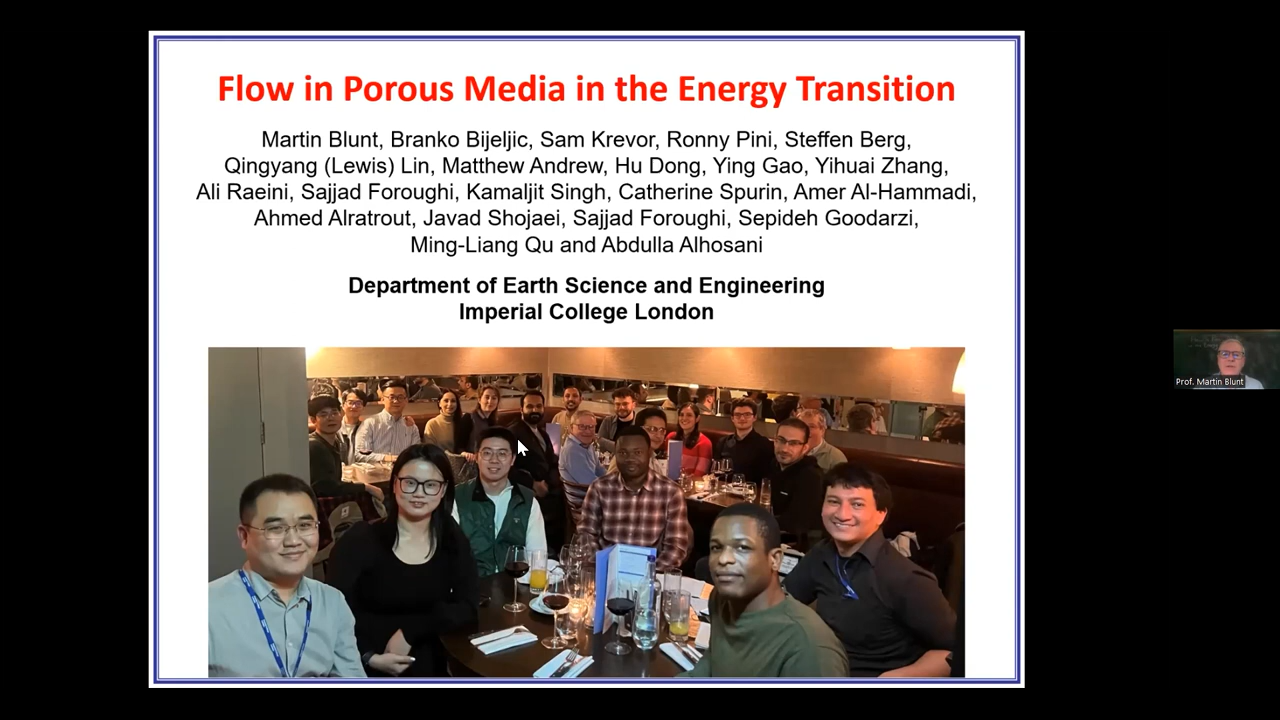 Flow in Porous Media in the Energy Transition
Martin Blunt, Branko Bijeljic, Sam Krevor, Ronny Pini, Steffen Berg,
Qingyang (Lewis) Lin, Matthew Andrew, Hu Dong, Ying Gao, Yihuai Zhang,
Ali Raeini, Sajjad Foroughi, Kamaljit Singh, Catherine Spurin, Amer Al-Hammadi,
Ahmed Alratrout, Javad Shojaei, Sajjad Foroughi, Sepideh Goodarzi,
Ming-Liang Qu and Abdulla Alhosani
Department of Earth Science and Engineering
Imperial College London
Prof. Martin Blunt